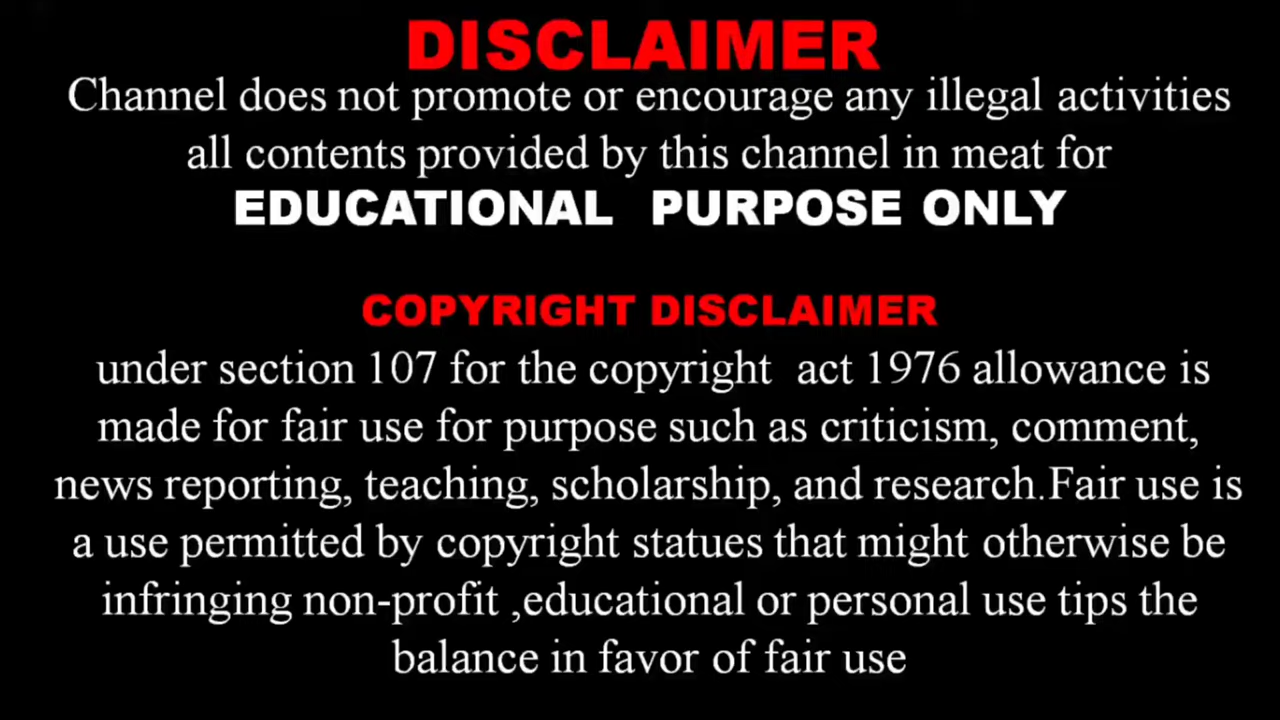 DISCLAIMER
Channel does not promote or encourage any illegal activities
all contents provided by this channel in meat for
EDUCATIONAL PURPOSE ONLY
COPYRIGHT DISCLAIMER
under section 107 for the copyright act 1976 allowance is
made for fair use for purpose such as criticism, comment,
news reporting, teaching, scholarship, and research.Fair use is
a use permitted by copyright statues that might otherwise be
infringing non-profit ,educational or personal use tips the
balance in favor of fair use